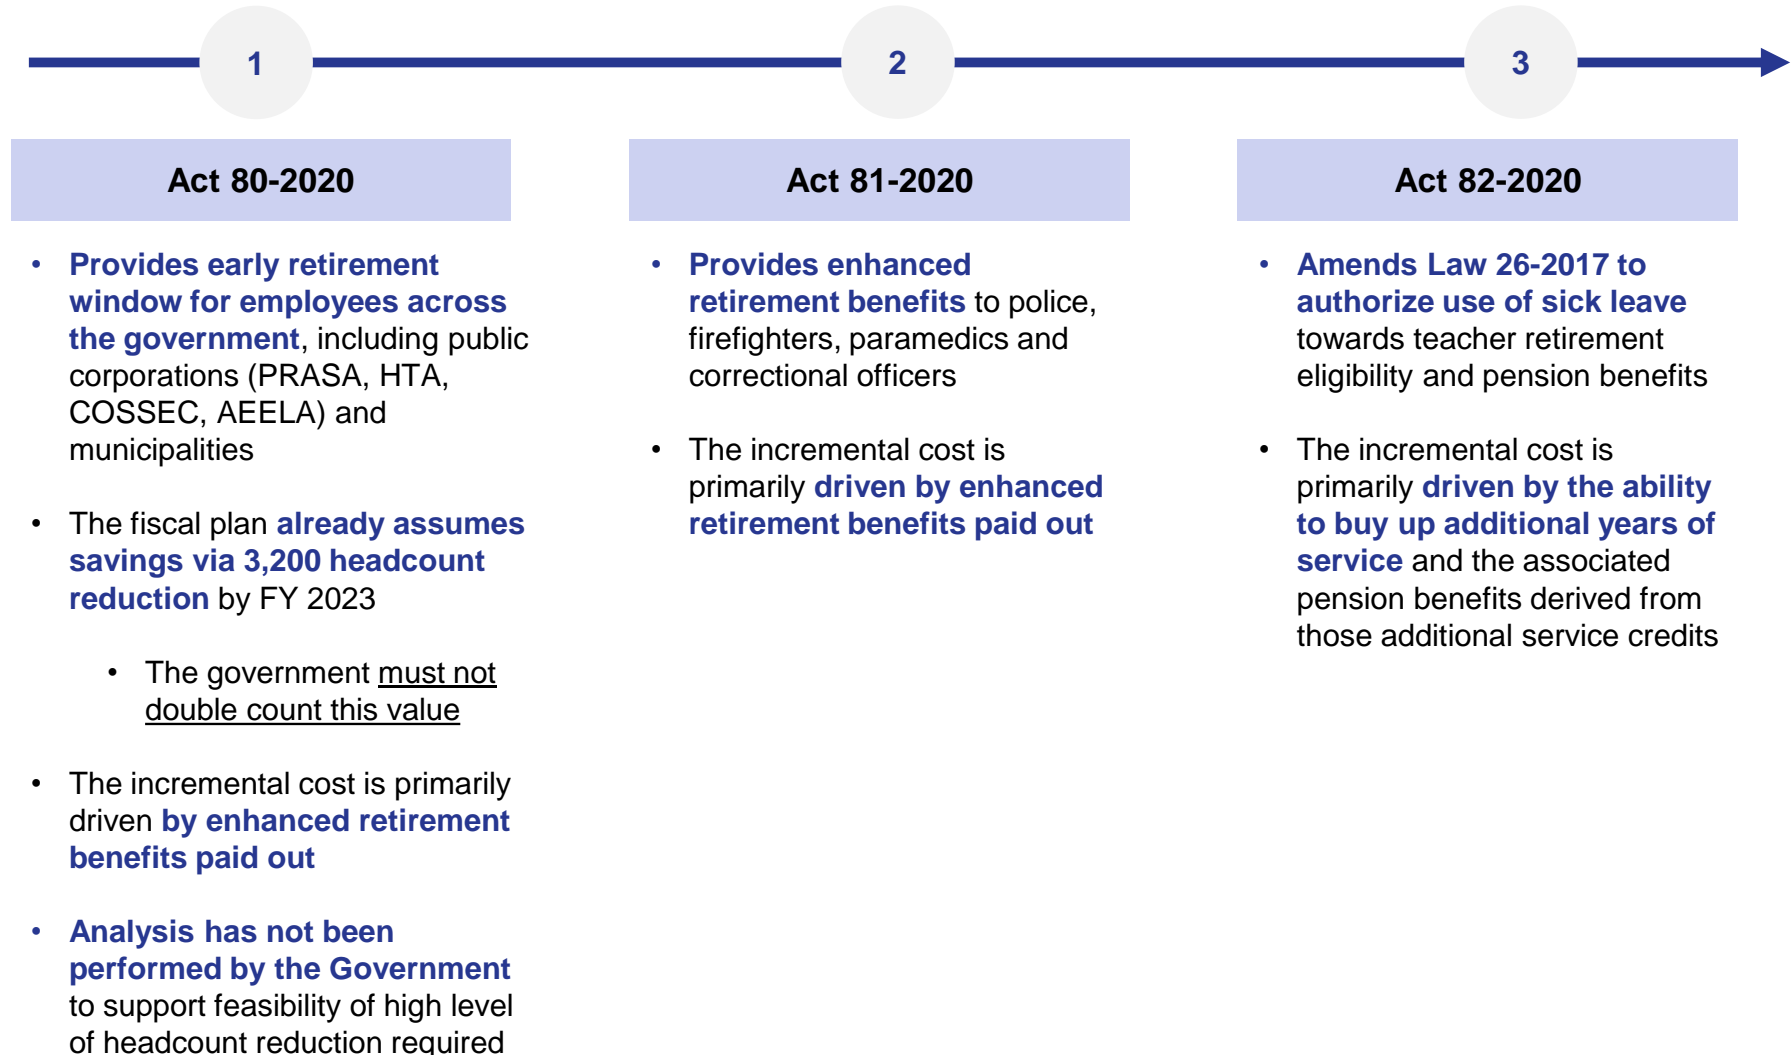 1
2
3
Act 80-2020
Act 81-2020
Act 82-2020
• Provides early retirement
window for employees across
the government, including public
corporations (PRASA, HTA,
COSSEC, AEELA) and
municipalities
• The fiscal plan already assumes
savings via 3,200 headcount
reduction by FY 2023
• The government must not
double count this value
• The incremental cost is primarily
driven by enhanced retirement
benefits paid out
• Analysis has not been
performed by the Government
to support feasibility of high level
of headcount reduction required
• Provides enhanced
retirement benefits to police,
firefighters, paramedics and
correctional officers
• The incremental cost is
primarily driven by enhanced
retirement benefits paid out
• Amends Law 26-2017 to
authorize use of sick leave
towards teacher retirement
eligibility and pension benefits
• The incremental cost is
primarily driven by the ability
to buy up additional years of
service and the associated
pension benefits derived from
those additional service credits